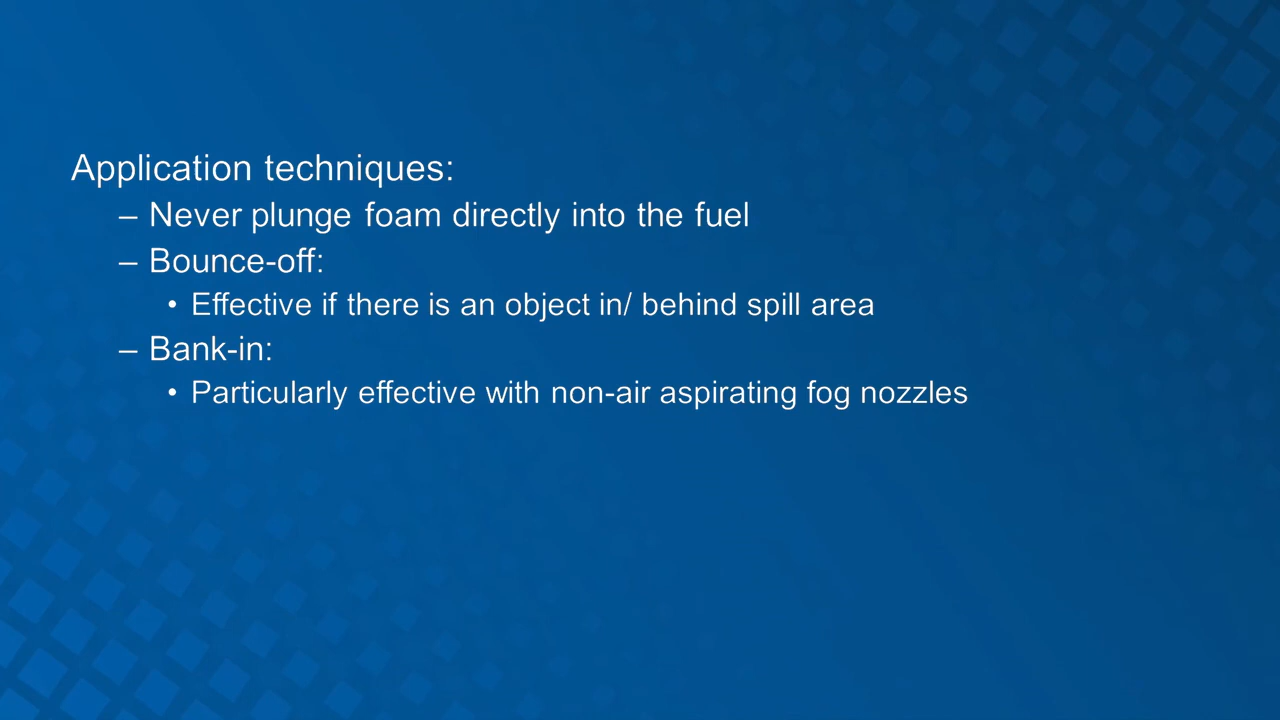 Application techniques:
– Never plunge foam directly into the fuel
– Bounce-off:
• Effective if there is an object in/ behind spill area
– Bank-in:
• Particularly effective with non-air aspirating fog nozzles